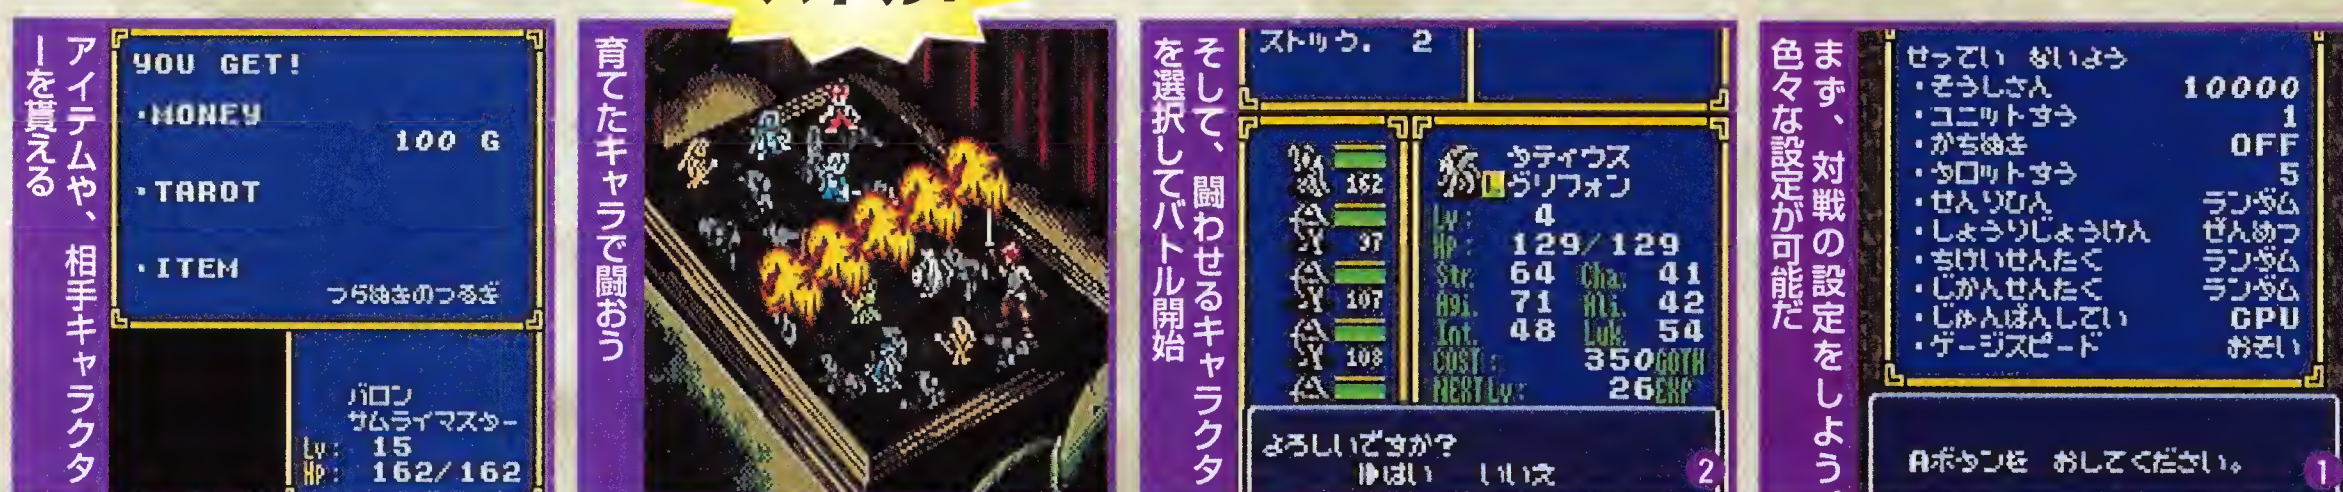 まず、対戦の設定をしよう。
色々な設定が可能だ
せってい ないよう
・そうしさん 10000
・ユニットすう 1
・かちぬき OFF
・タロットすう 5
・せんりひん ランダム
・しょうりじょうけん ぜんめつ
・ちけいせんたく ランダム
・じかんせんたく ランダム
・じゅんばんしてい CPU
・ゲージスピード おそい
Aボタンを おしてください。
1
そして、闘わせるキャラクタ
を選択してバトル開始
ストック. 2
162
97
107
108
タティウス
グリフォン
Lv: 4
Hp: 129/129
Str. 64 Cha. 41
Agi. 71 Ali. 42
Int. 48 Luk. 54
COST: 350GOTH
NEXTLv: 26EXP
よろしいですか?
はい いいえ
2
育てたキャラで闘おう
アイテムや、相手キャラクタ
ーを貰える
YOU GET!
・MONEY
100 G
・TAROT
・ITEM
つらぬきのつるぎ
バロン
サムライマスター
Lv: 15
HP: 162/162